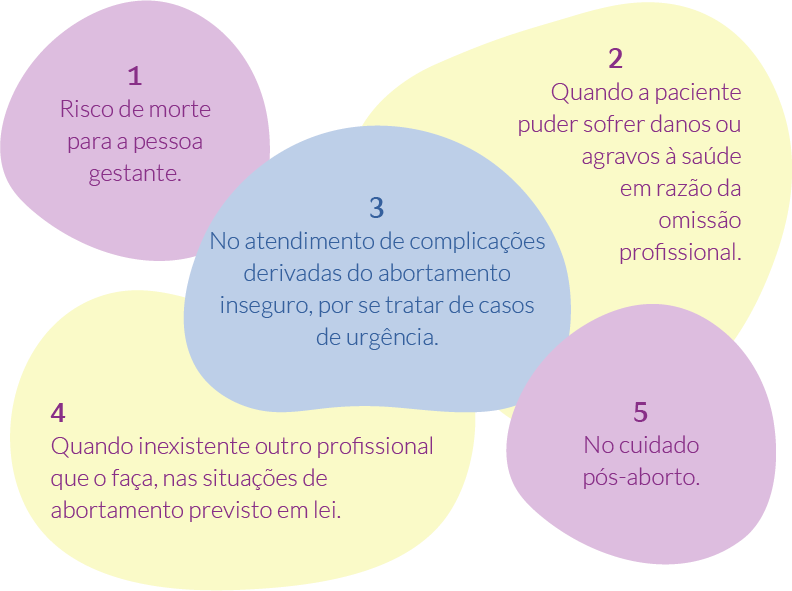 1
Risco de morte
para a pessoa
gestante.
2
Quando a paciente
puder sofrer danos ou
agravos à saúde
em razão da
omissão
profissional.
3
No atendimento de complicações
derivadas do abortamento
inseguro, por se tratar de casos
de urgência.
4
Quando inexistente outro profissional
que o faça, nas situações de
abortamento previsto em lei.
5
No cuidado
pós-aborto.